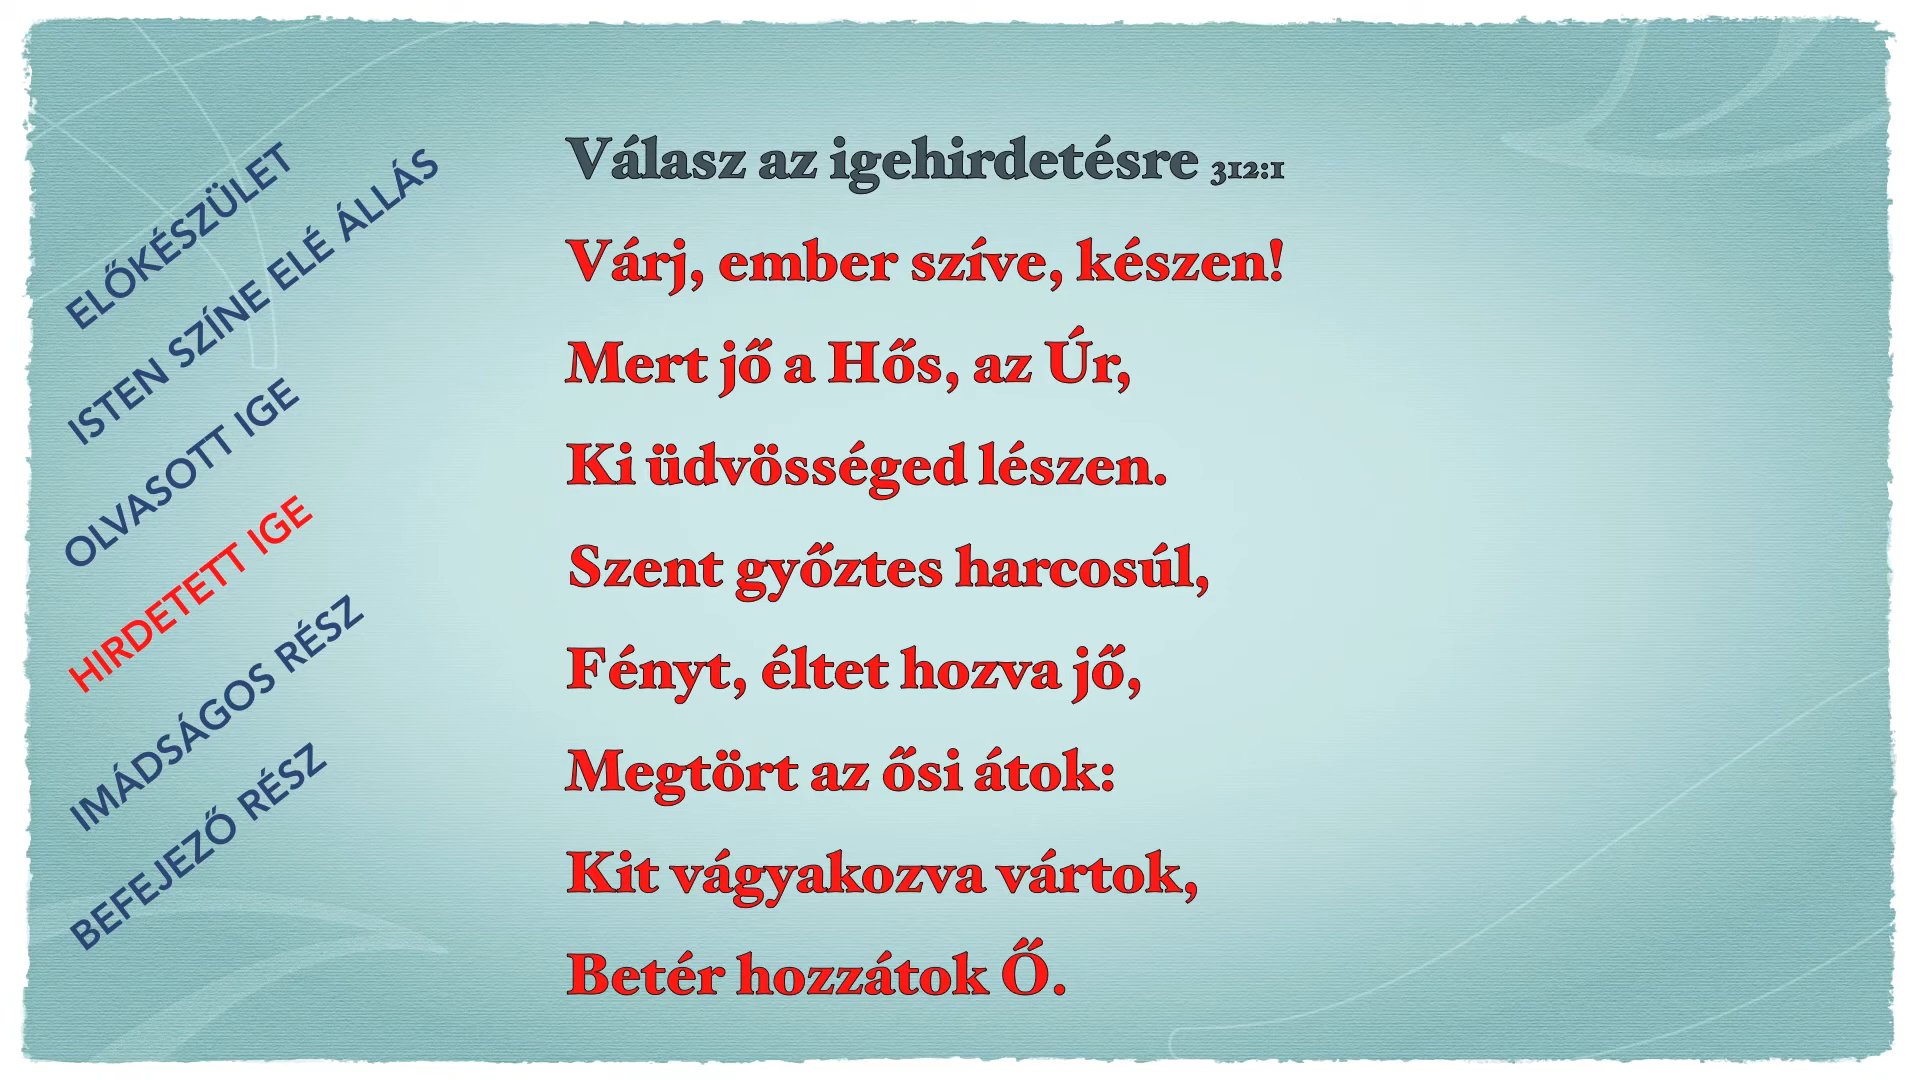 ELŐKÉSZÜLET
ISTEN SZÍNE ELÉ ÁLLÁS
OLVASOTT IGE
HIRDETETT IGE
IMÁDSÁGOS RÉSZ
BEFEJEZŐ RÉSZ
Válasz az igehirdetésre 312:1
Várj, ember szíve, készen!
Mert jő a Hős, az Úr,
Ki üdvösséged lészen.
Szent győztes harcosúl,
Fényt, éltet hozva jő,
Megtört az ősi átok:
Kit vágyakozva vártok,
Betér hozzátok Ő.